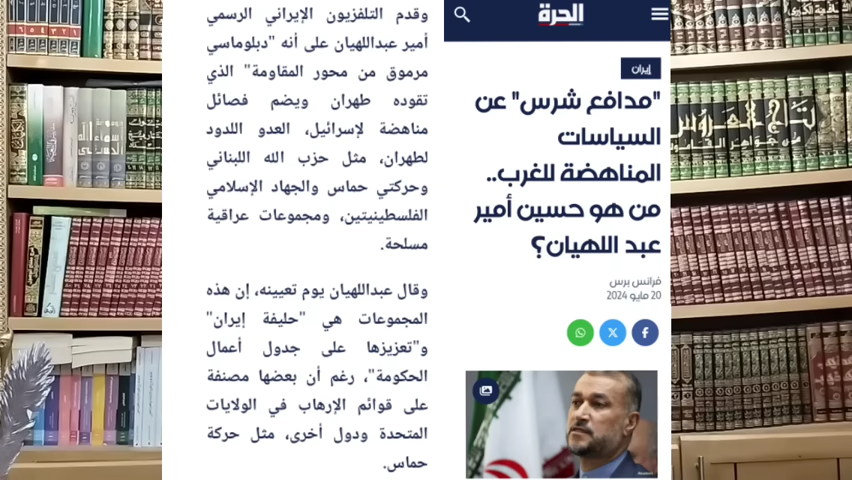 الحرة
إيران
"مدافع شرس" عن
السياسات
المناهضة للغرب..
من هو حسين أمير
عبد اللهيان؟
فرانس برس
20 مايو 2024
وقدم التلفزيون الإيراني الرسمي
أمير عبداللهيان على أنه "دبلوماسي
مرموق من محور المقاومة" الذي
تقوده طهران ويضم فصائل
مناهضة لإسرائيل، العدو اللدود
لطهران، مثل حزب الله اللبناني
وحركتي حماس والجهاد الإسلامي
الفلسطينيتين، ومجموعات عراقية
مسلحة.
وقال عبداللهيان يوم تعيينه، إن هذه
المجموعات هي "حليفة إيران"
و"تعزيزها على جدول أعمال
الحكومة"، رغم أن بعضها مصنفة
على قوائم الإرهاب في الولايات
المتحدة ودول أخرى، مثل حركة
حماس.
تاج العروس